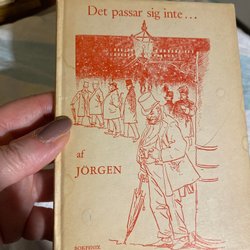 Det passar sig inte...
af
JÖRGEN